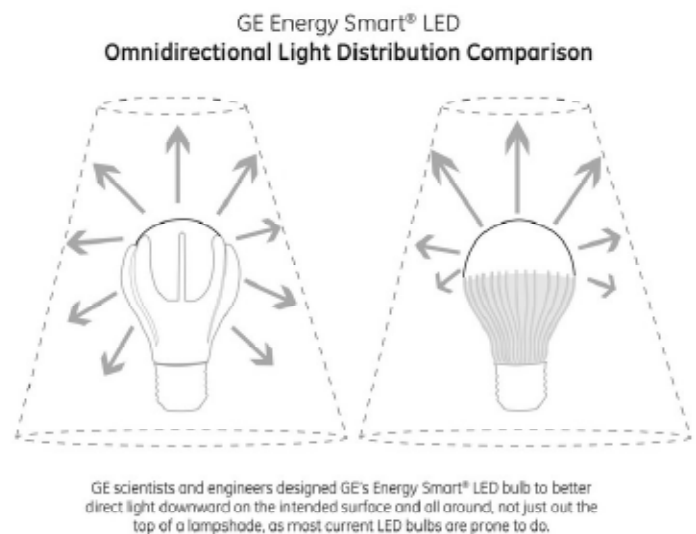 GE Energy Smart® LED
Omnidirectional Light Distribution Comparison
GE scientists and engineers designed GE's Energy Smart® LED bulb to better
direct light downward on the intended surface and all around, not just out the
top of a lampshade, as most current LED bulbs are prone to do.